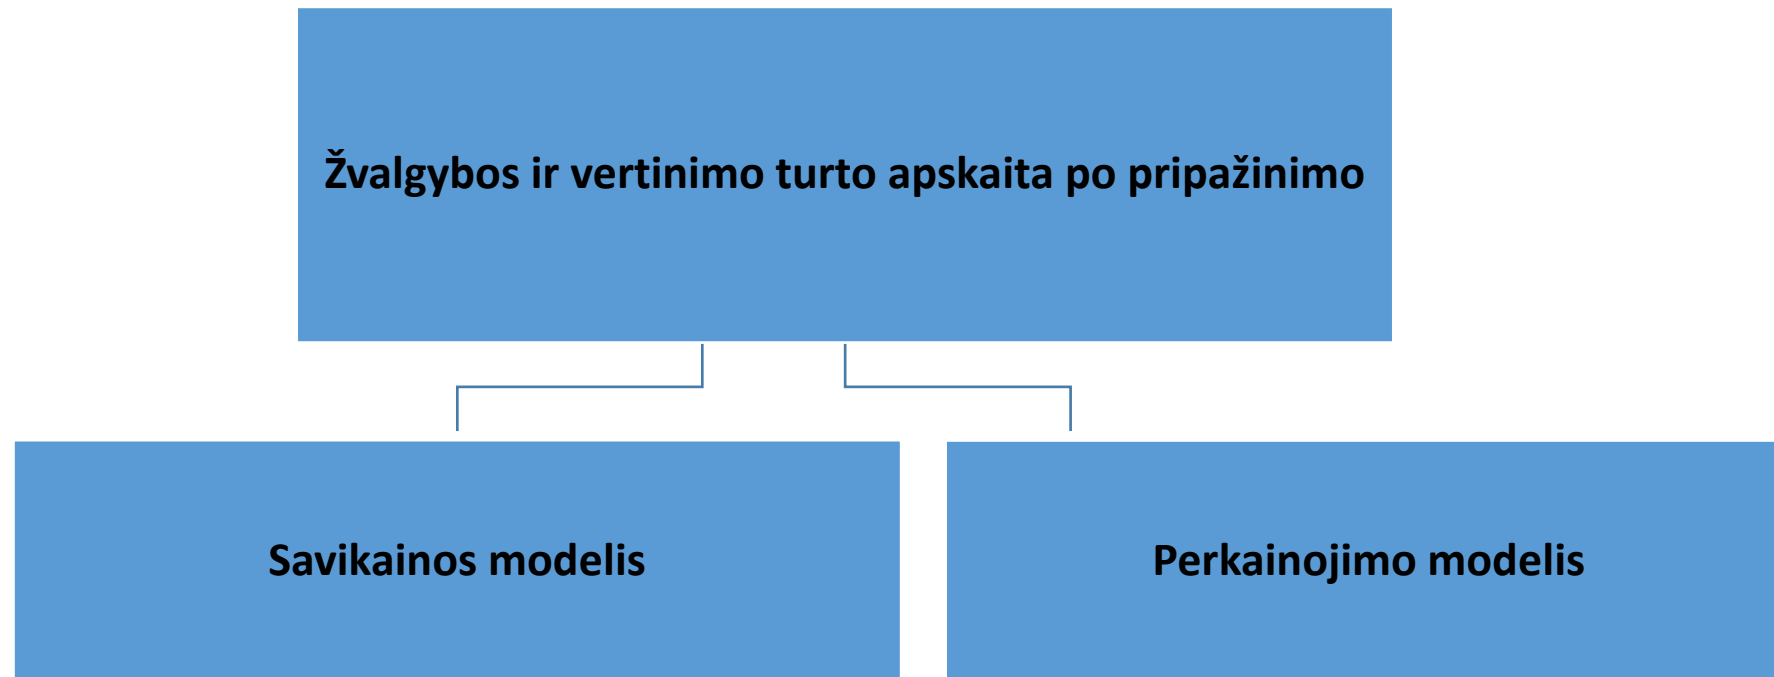 Žvalgybos ir vertinimo turto apskaita po pripažinimo
Savikainos modelis
Perkainojimo modelis